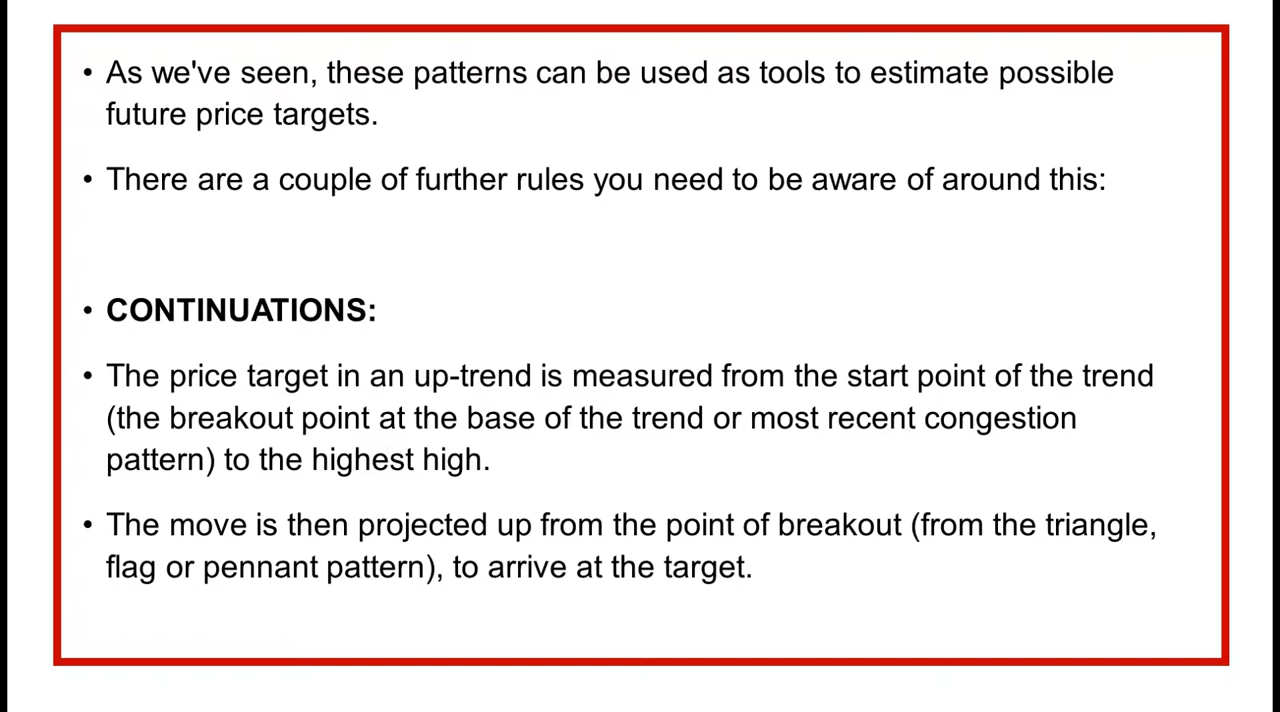 • As we've seen, these patterns can be used as tools to estimate possible
future price targets.
• There are a couple of further rules you need to be aware of around this:
• CONTINUATIONS:
• The price target in an up-trend is measured from the start point of the trend
(the breakout point at the base of the trend or most recent congestion
pattern) to the highest high.
• The move is then projected up from the point of breakout (from the triangle,
flag or pennant pattern), to arrive at the target.